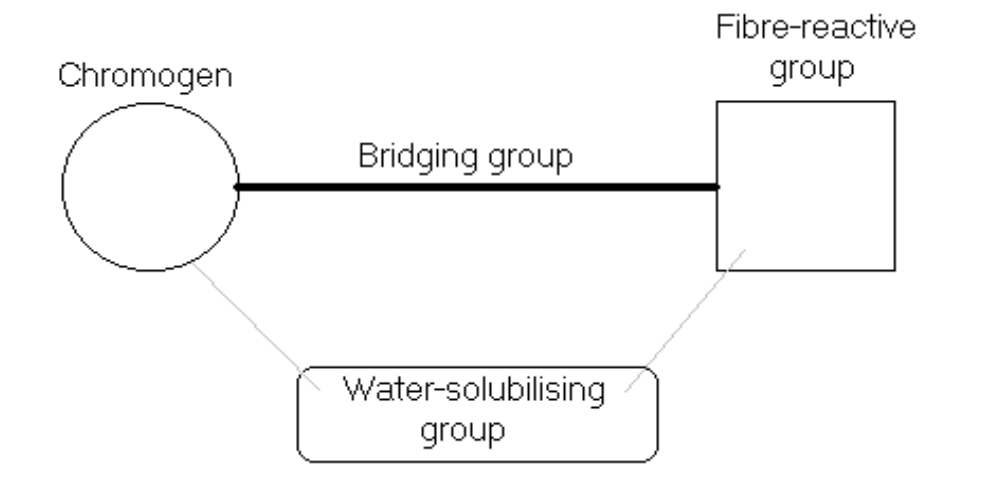 Fibre-reactive
group
Chromogen
Bridging group
Water-solubilising
group